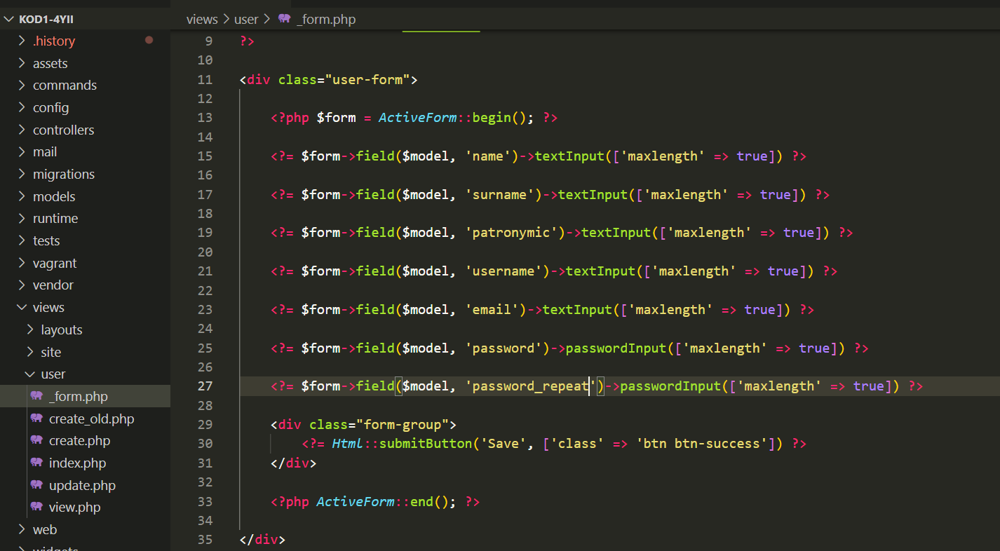 KOD1-4YII
.history
assets
commands
config
controllers
mail
migrations
models
runtime
tests
vagrant
vendor
views
layouts
site
user
_form.php
create_old.php
create.php
index.php
update.php
view.php
web
widgets
views > user > _form.php
9 ?>
10
11 <div class="user-form">
12
13 <?php $form = ActiveForm::begin(); ?>
14
15 <?= $form->field($model, 'name')->textInput(['maxlength' => true]) ?>
16
17 <?= $form->field($model, 'surname')->textInput(['maxlength' => true]) ?>
18
19 <?= $form->field($model, 'patronymic')->textInput(['maxlength' => true]) ?>
20
21 <?= $form->field($model, 'username')->textInput(['maxlength' => true]) ?>
22
23 <?= $form->field($model, 'email')->textInput(['maxlength' => true]) ?>
24
25 <?= $form->field($model, 'password')->passwordInput(['maxlength' => true]) ?>
26
27 <?= $form->field($model, 'password_repeat')->passwordInput(['maxlength' => true]) ?>
28
29 <div class="form-group">
30 <?= Html::submitButton('Save', ['class' => 'btn btn-success']) ?>
31 </div>
32
33 <?php ActiveForm::end(); ?>
34
35 </div>